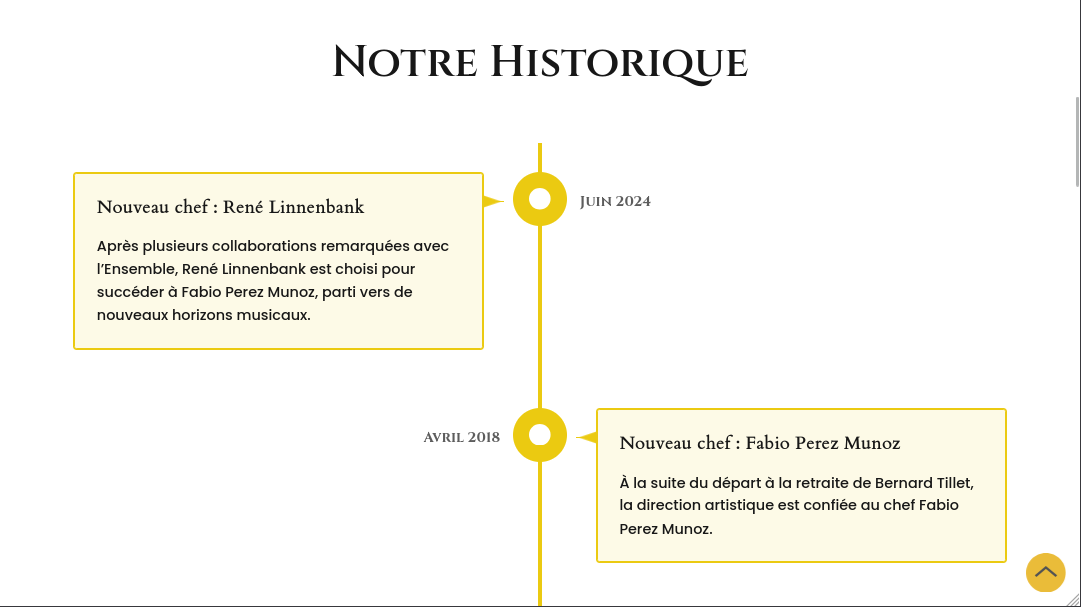 Notre Historique
Nouveau chef : René Linnenbank
Après plusieurs collaborations remarquées avec
l’Ensemble, René Linnenbank est choisi pour
succéder à Fabio Perez Munoz, parti vers de
nouveaux horizons musicaux.
Juin 2024
Avril 2018
Nouveau chef : Fabio Perez Munoz
À la suite du départ à la retraite de Bernard Tillet,
la direction artistique est confiée au chef Fabio
Perez Munoz.